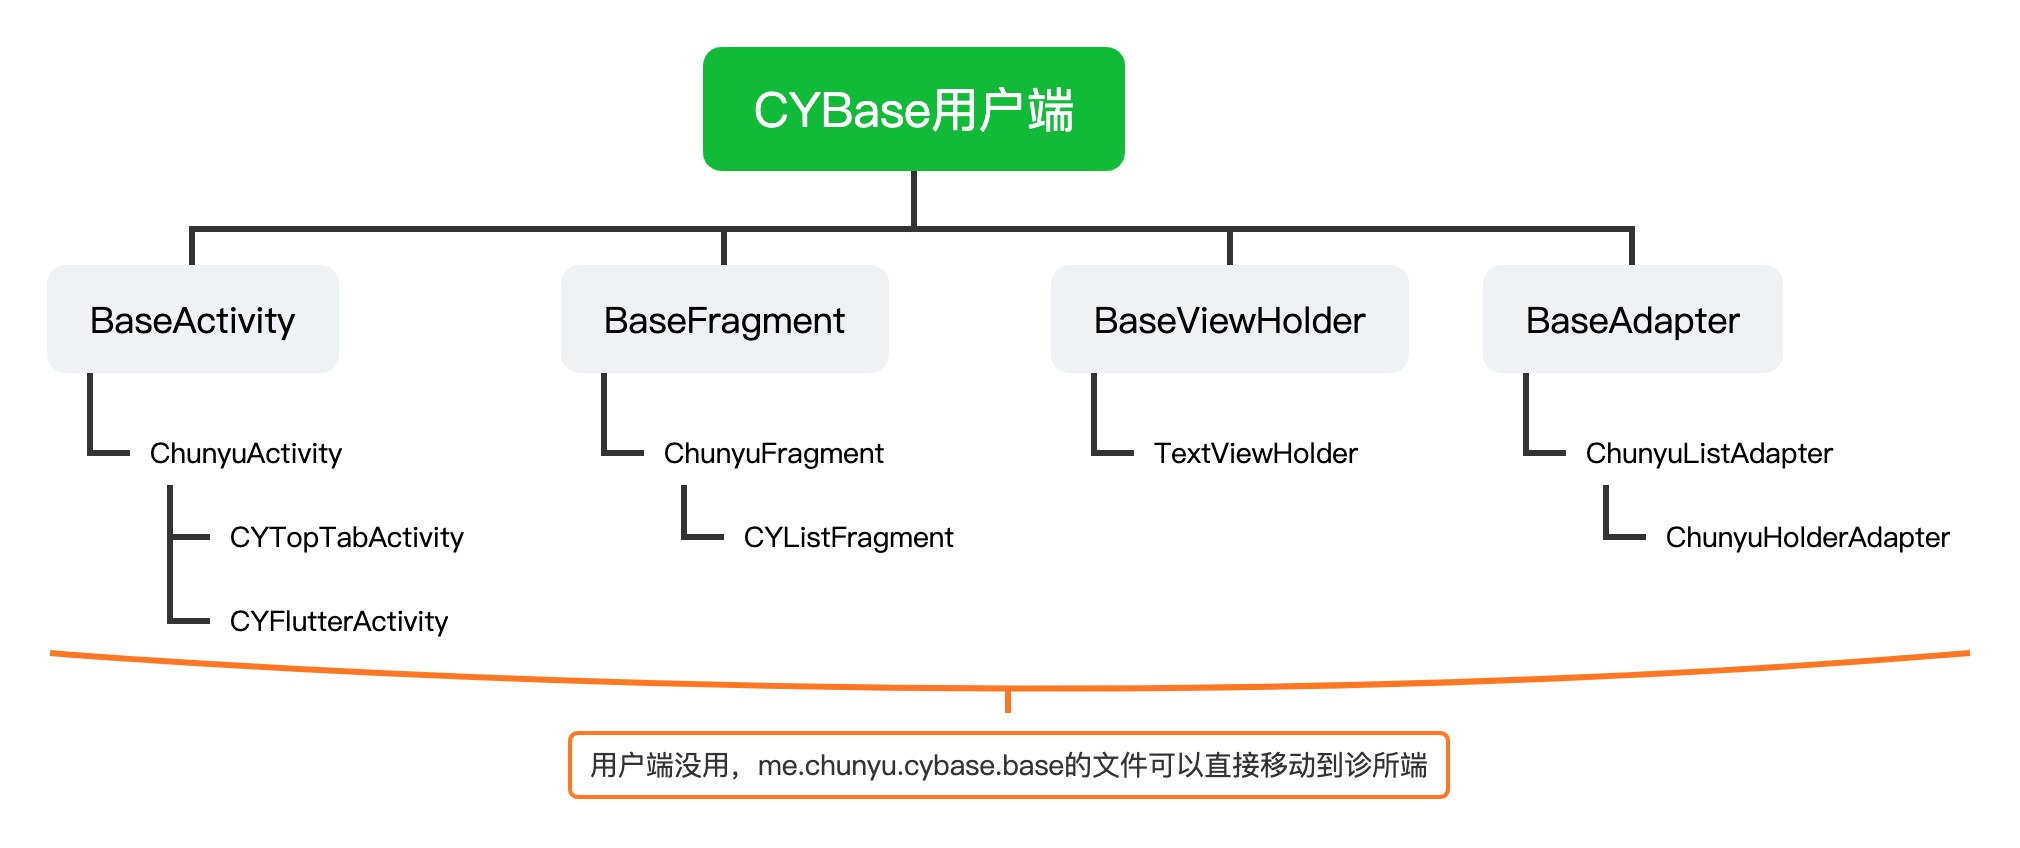 CYBase用户端
BaseActivity
ChunyuActivity
CYTopTabActivity
CYFlutterActivity
BaseFragment
ChunyuFragment
CYListFragment
BaseViewHolder
TextViewHolder
BaseAdapter
ChunyuListAdapter
ChunyuHolderAdapter
用户端没用，me.chunyu.cybase.base的文件可以直接移动到诊所端